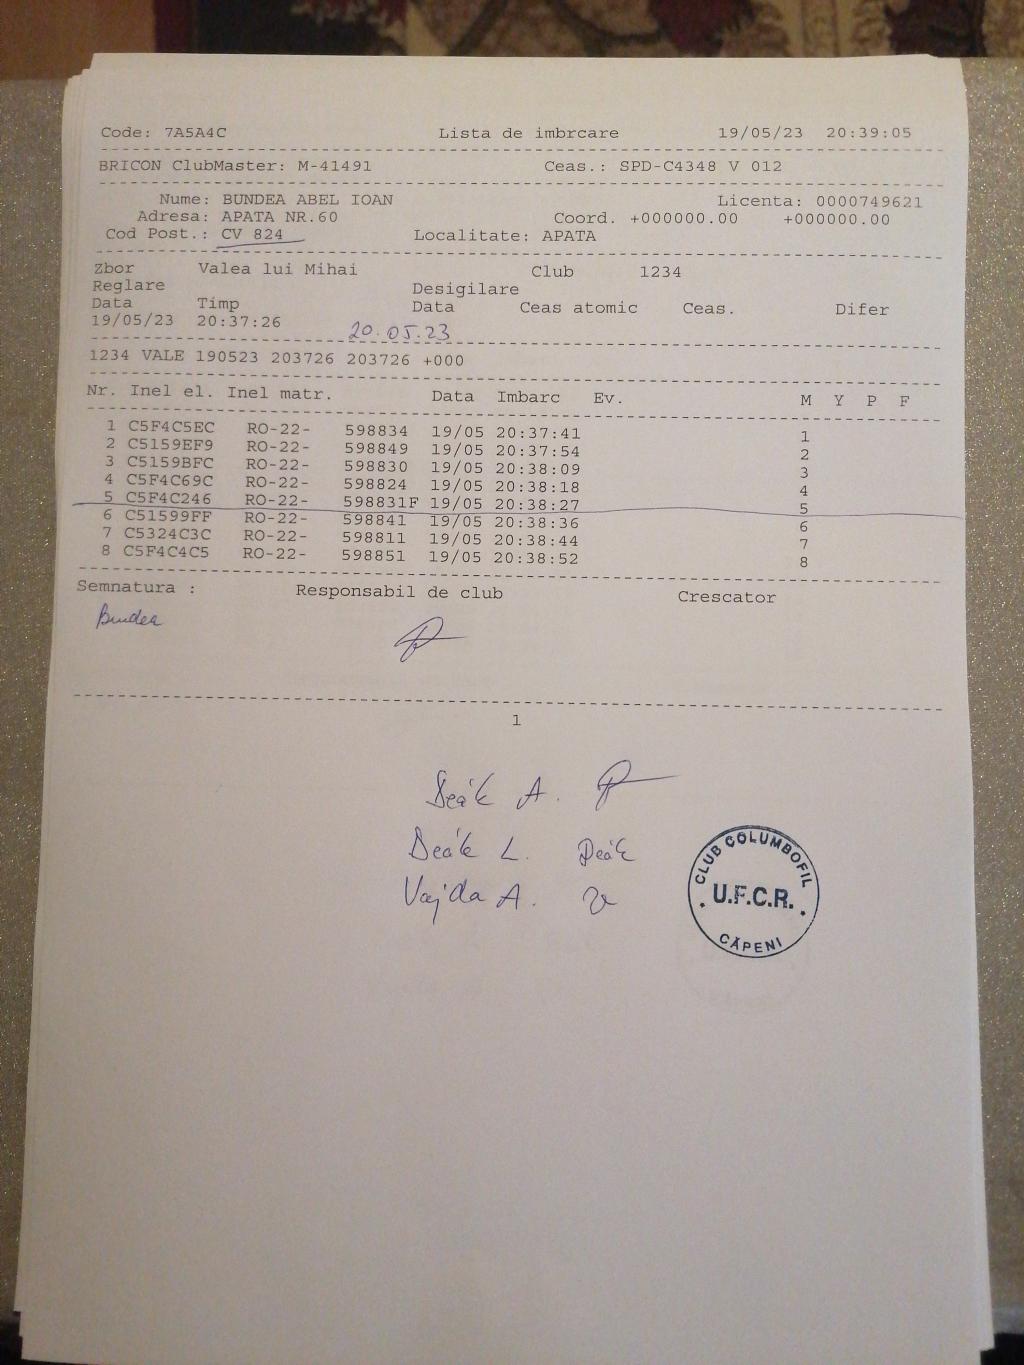 Code: 7A5A4C Lista de imbrcare 19/05/23 20:39:05
BRICON ClubMaster: M-41491 Ceas.: SPD-C4348 V 012
Nume: BUNDEA ABEL IOAN Licenta: 0000749621
Adresa: APATA NR.60 Coord. +000000.00 +000000.00
Cod Post.: CV 824 Localitate: APATA
Zbor Valea lui Mihai Club 1234
Reglare Desigilare
Data Timp Data Ceas atomic Ceas. Difer
19/05/23 20:37:26
20.05.23
1234 VALE 190523 203726 203726 +000
Nr. Inel el. Inel matr. Data Imbarc Ev. M Y P F
1 C5F4C5EC RO-22- 598834 19/05 20:37:41 1
2 C5159EF9 RO-22- 598849 19/05 20:37:54 2
3 C5159BFC RO-22- 598830 19/05 20:38:09 3
4 C5F4C69C RO-22- 598824 19/05 20:38:18 4
5 C5F4C246 RO-22- 598831F 19/05 20:38:27 5
6 C51599FF RO-22- 598841 19/05 20:38:36 6
7 C5324C3C RO-22- 598811 19/05 20:38:44 7
8 C5F4C4C5 RO-22- 598851 19/05 20:38:52 8
Semnatura : Responsabil de club Crescator
Bundea
1
Deák A.
Deák L. Deák
Vajda A.
CLUB COLUMBOFIL
U.F.C.R.
CĂPENI